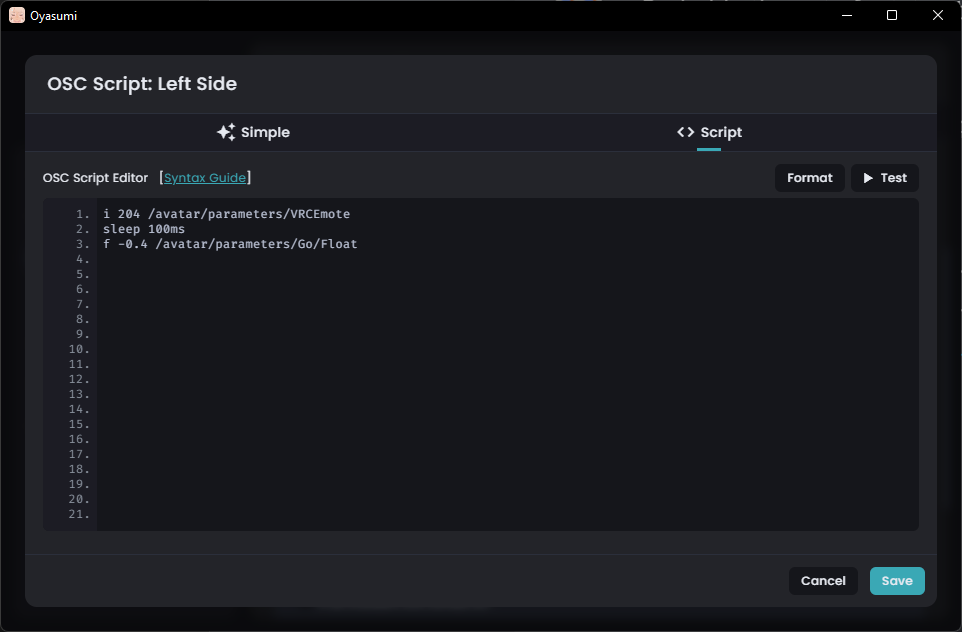 Oyasumi
OSC Script: Left Side
Simple
<> Script
OSC Script Editor [Syntax Guide]
Format
Test
1. i 204 /avatar/parameters/VRCEmote
2. sleep 100ms
3. f -0.4 /avatar/parameters/Go/Float
4.
5.
6.
7.
8.
9.
10.
11.
12.
13.
14.
15.
16.
17.
18.
19.
20.
21.
Cancel
Save